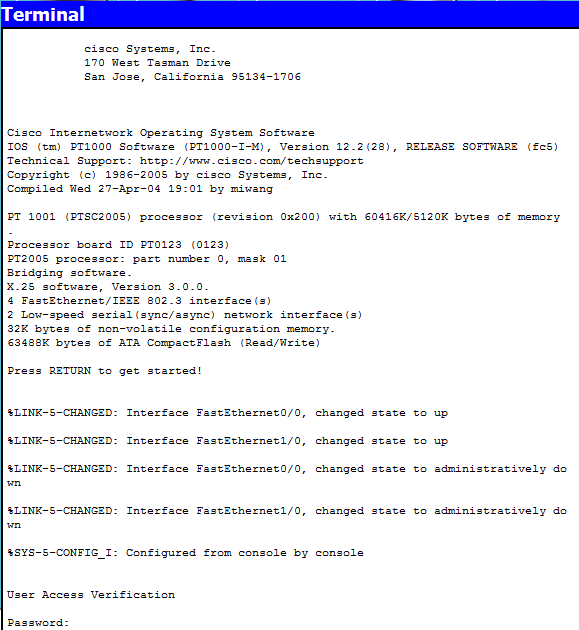 Terminal
cisco Systems, Inc.
170 West Tasman Drive
San Jose, California 95134-1706
Cisco Internetwork Operating System Software
IOS (tm) PT1000 Software (PT1000-I-M), Version 12.2(28), RELEASE SOFTWARE (fc5)
Technical Support: http://www.cisco.com/techsupport
Copyright (c) 1986-2005 by cisco Systems, Inc.
Compiled Wed 27-Apr-04 19:01 by miwang
PT 1001 (PTSC2005) processor (revision 0x200) with 60416K/5120K bytes of memory
.
Processor board ID PT0123 (0123)
PT2005 processor: part number 0, mask 01
Bridging software.
X.25 software, Version 3.0.0.
4 FastEthernet/IEEE 802.3 interface(s)
2 Low-speed serial(sync/async) network interface(s)
32K bytes of non-volatile configuration memory.
63488K bytes of ATA CompactFlash (Read/Write)
Press RETURN to get started!
%LINK-5-CHANGED: Interface FastEthernet0/0, changed state to up
%LINK-5-CHANGED: Interface FastEthernet1/0, changed state to up
%LINK-5-CHANGED: Interface FastEthernet0/0, changed state to administratively do
wn
%LINK-5-CHANGED: Interface FastEthernet1/0, changed state to administratively do
wn
%SYS-5-CONFIG_I: Configured from console by console
User Access Verification
Password: